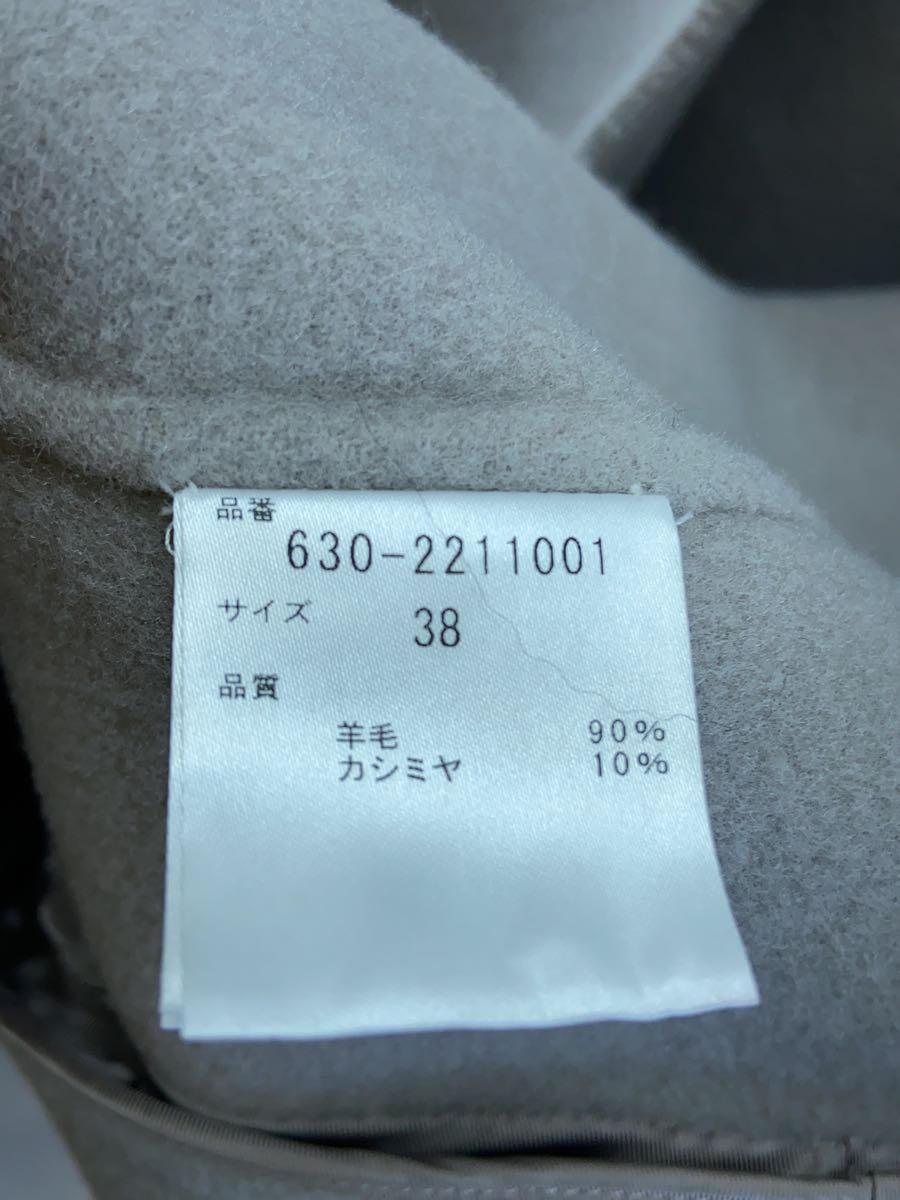 品番
630-2211001
サイズ 38
品質
羊毛 90%
カシミヤ 10%